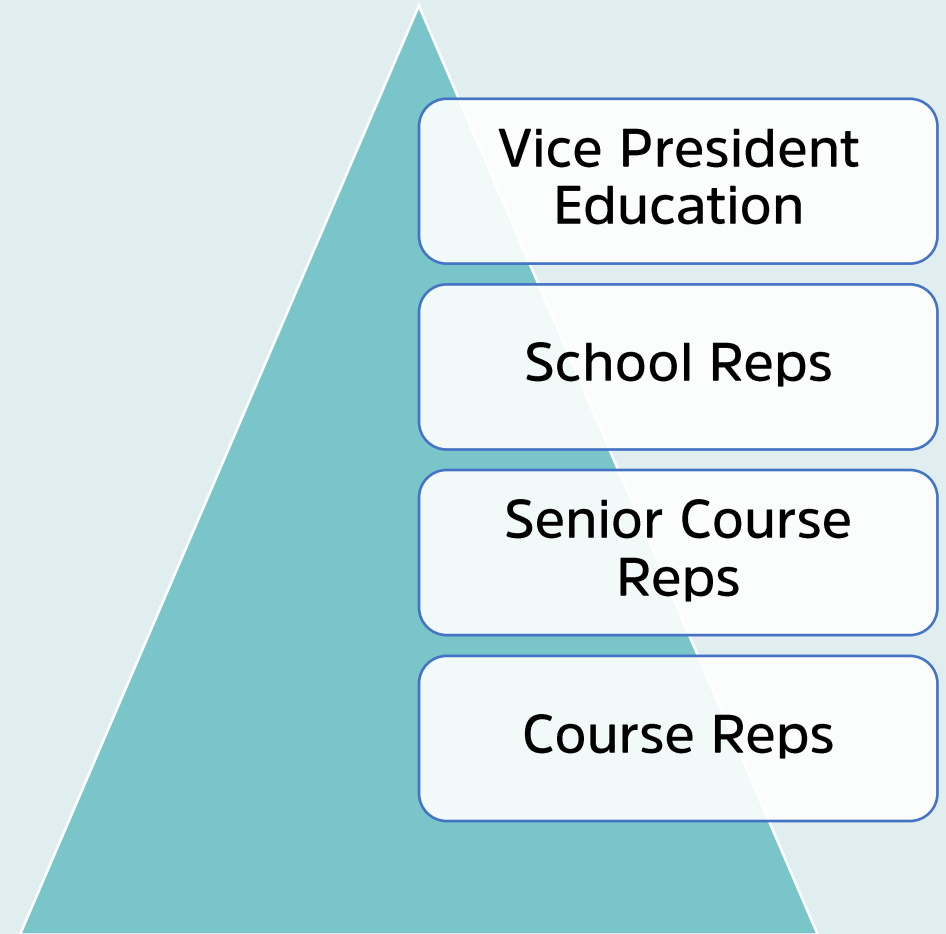 Vice President
Education
School Reps
Senior Course
Reps
Course Reps